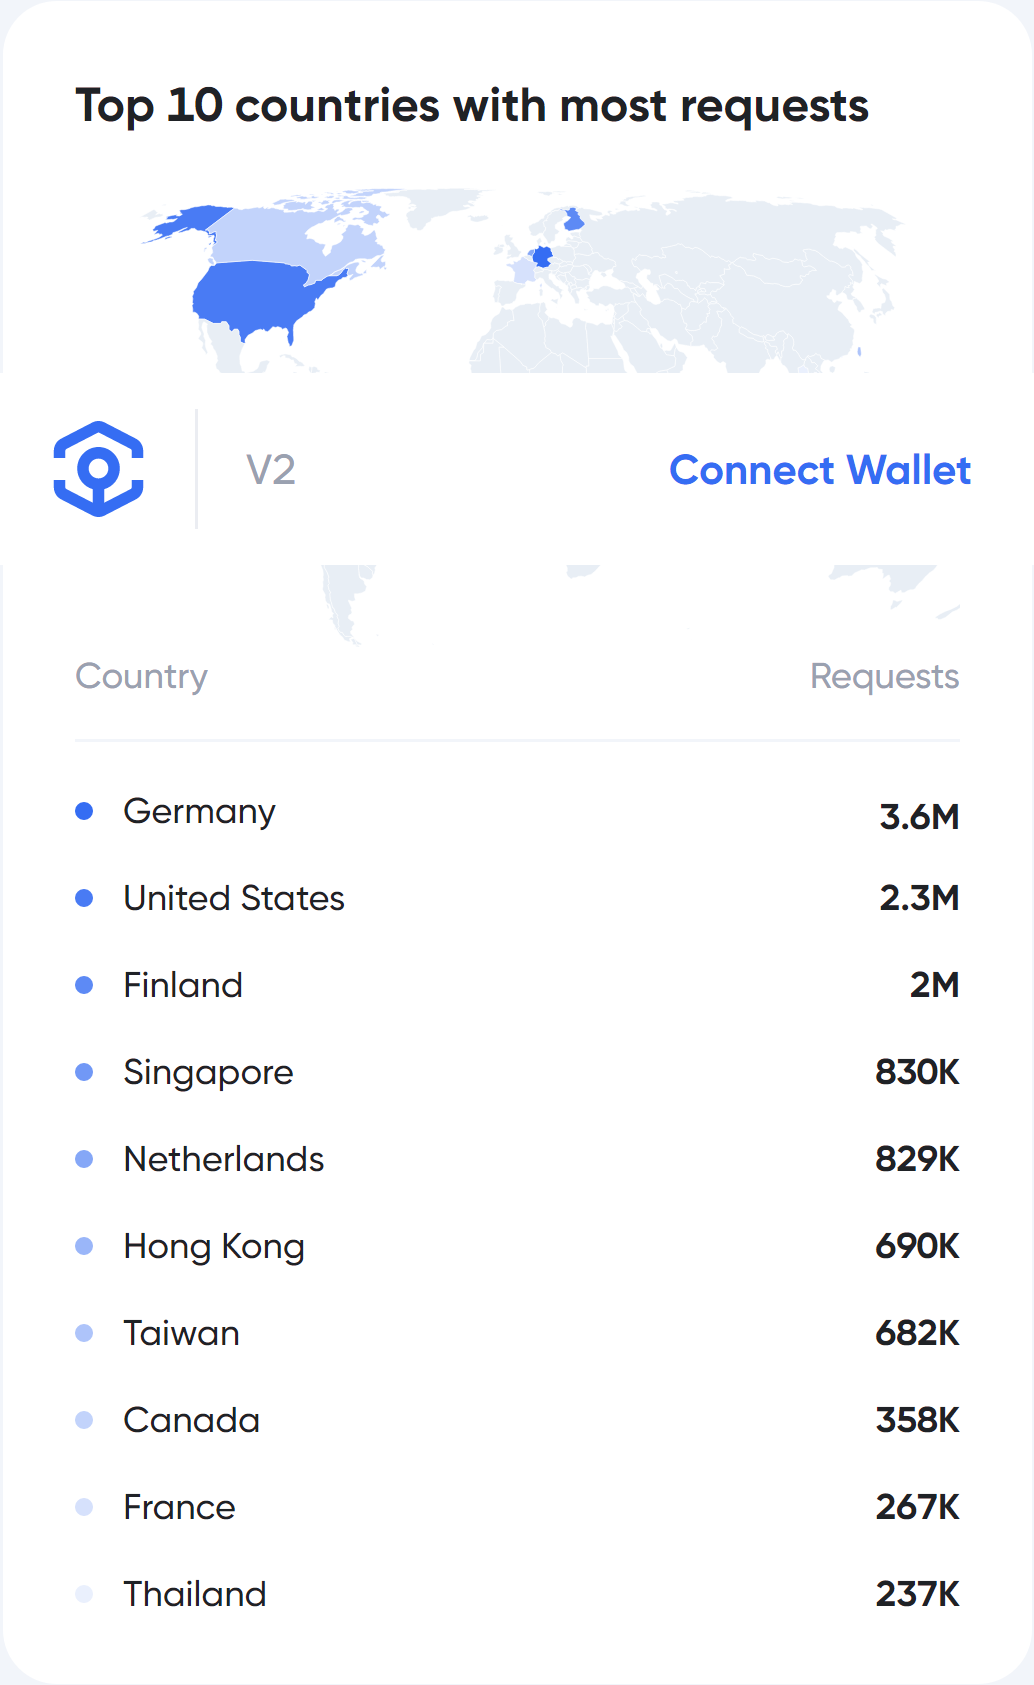 Top 10 countries with most requests
V2 Connect Wallet
Country Requests
Germany 3.6M
United States 2.3M
Finland 2M
Singapore 830K
Netherlands 829K
Hong Kong 690K
Taiwan 682K
Canada 358K
France 267K
Thailand 237K